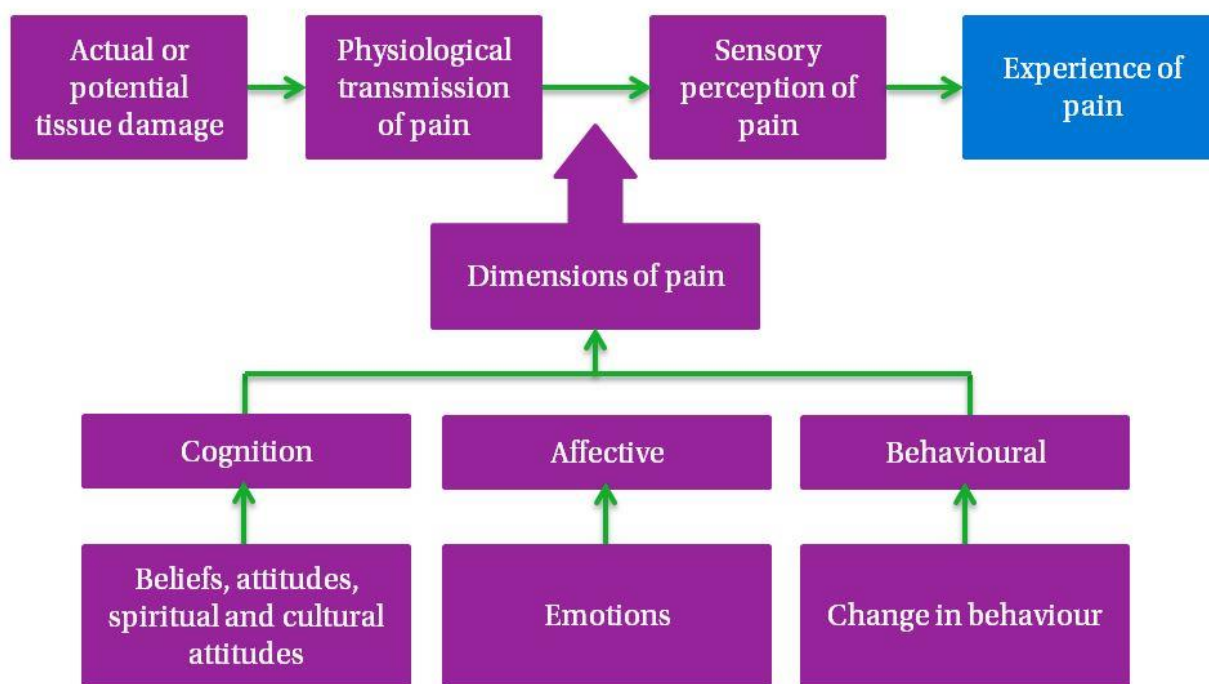 Actual or
potential
tissue damage
Physiological
transmission
of pain
Sensory
perception of
pain
Experience of
pain
Dimensions of pain
Cognition
Affective
Behavioural
Beliefs, attitudes,
spiritual and cultural
attitudes
Emotions
Change in behaviour